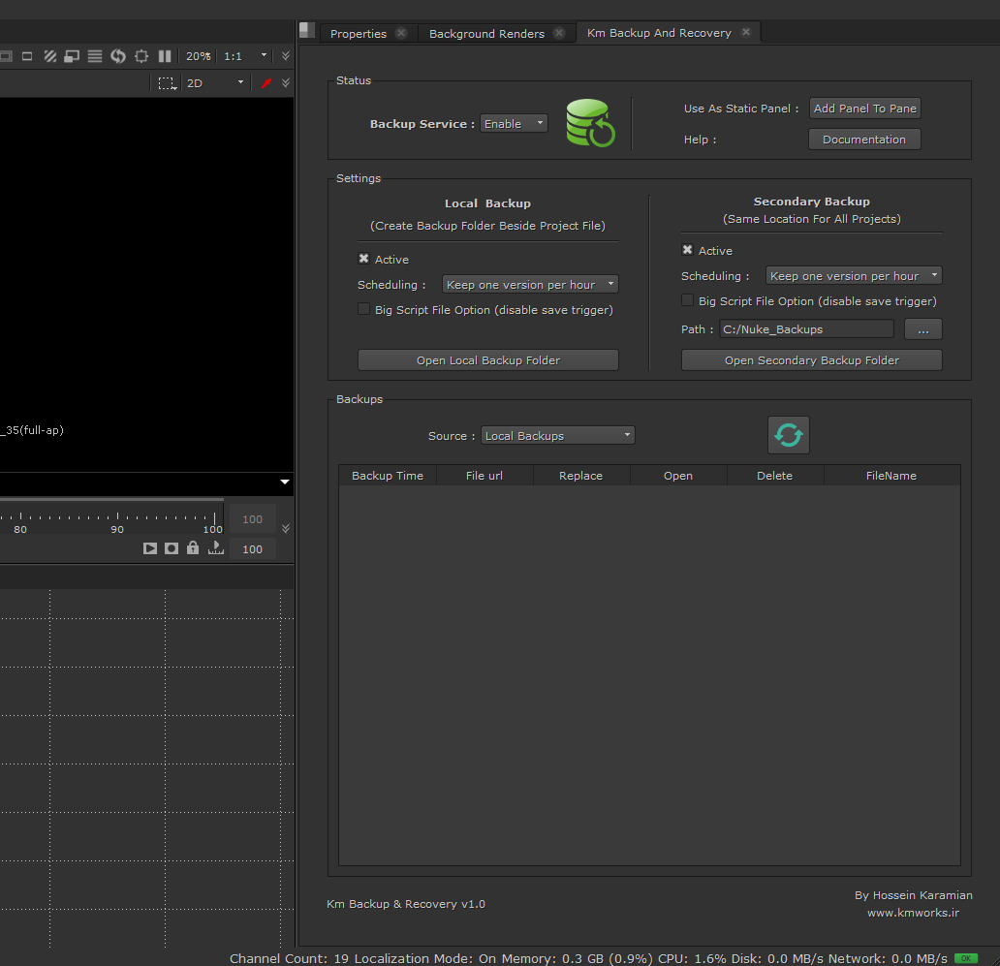 Properties
Background Renders
Km Backup And Recovery
20%
1:1
2D
Status
Backup Service :
Enable
Use As Static Panel :
Add Panel To Pane
Help :
Documentation
Settings
Local Backup
(Create Backup Folder Beside Project File)
Active
Scheduling :
Keep one version per hour
Big Script File Option (disable save trigger)
Open Local Backup Folder
Secondary Backup
(Same Location For All Projects)
Active
Scheduling :
Keep one version per hour
Big Script File Option (disable save trigger)
Path :
C:/Nuke_Backups
...
Open Secondary Backup Folder
Backups
_35(full-ap)
Source :
Local Backups
Backup Time
File url
Replace
Open
Delete
FileName
80
90
100
100
100
Km Backup & Recovery v1.0
By Hossein Karamian
www.kmworks.ir
Channel Count: 19 Localization Mode: On Memory: 0.3 GB (0.9%) CPU: 1.6% Disk: 0.0 MB/s Network: 0.0 MB/s
OK